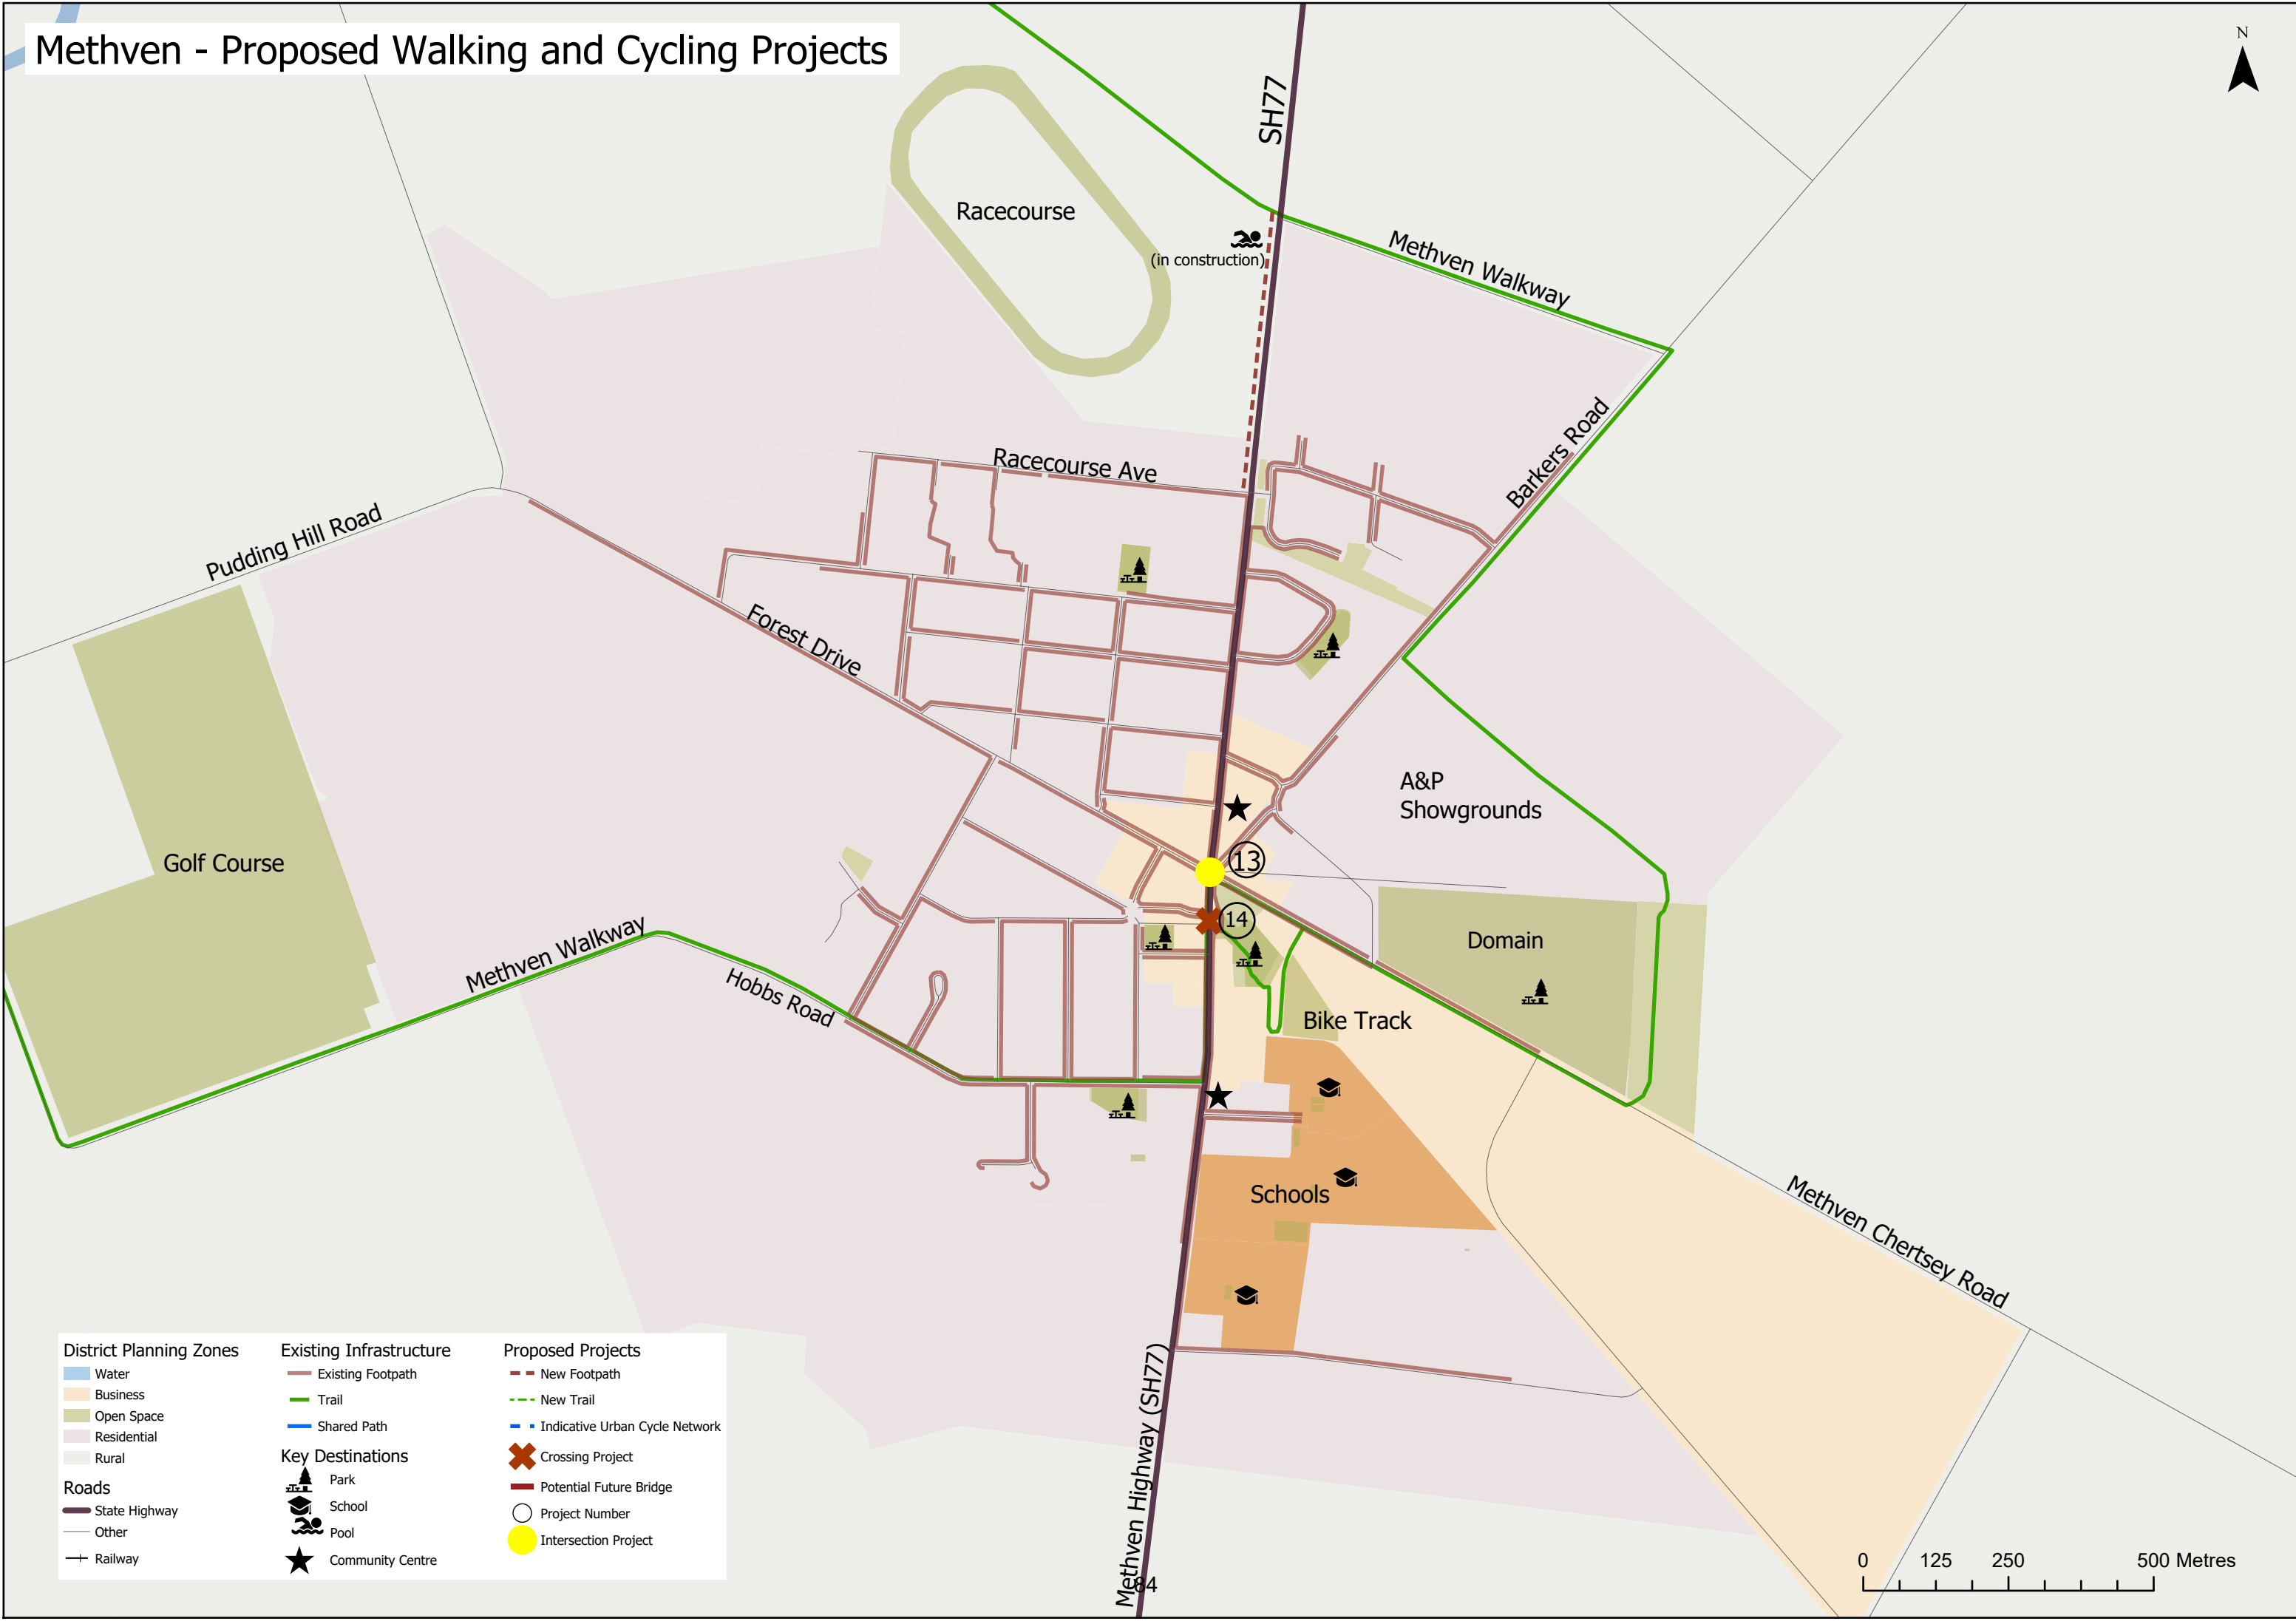 Methven - Proposed Walking and Cycling Projects
N
SH77
Racecourse
(in construction)
Methven Walkway
Barkers Road
Racecourse Ave
Pudding Hill Road
Forest Drive
A&P
Showgrounds
Golf Course
13
14
Domain
Methven Walkway
Hobbs Road
Bike Track
Schools
Methven Chertsey Road
Methven Highway (SH77)
District Planning Zones
Water
Business
Open Space
Residential
Rural
Roads
State Highway
Other
Railway
Existing Infrastructure
Existing Footpath
Trail
Shared Path
Key Destinations
Park
School
Pool
Community Centre
Proposed Projects
New Footpath
New Trail
Indicative Urban Cycle Network
Crossing Project
Potential Future Bridge
Project Number
Intersection Project
0 125 250 500 Metres
84